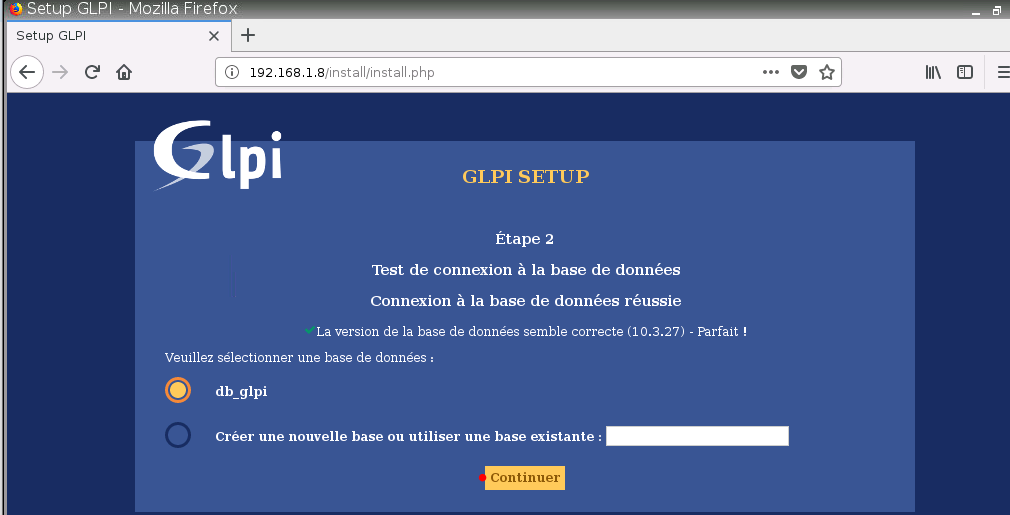 Setup GLPI - Mozilla Firefox
Setup GLPI
192.168.1.8/install/install.php
Glpi
GLPI SETUP
Étape 2
Test de connexion à la base de données
Connexion à la base de données réussie
La version de la base de données semble correcte (10.3.27) - Parfait !
Veuillez sélectionner une base de données :
db_glpi
Créer une nouvelle base ou utiliser une base existante :
Continuer